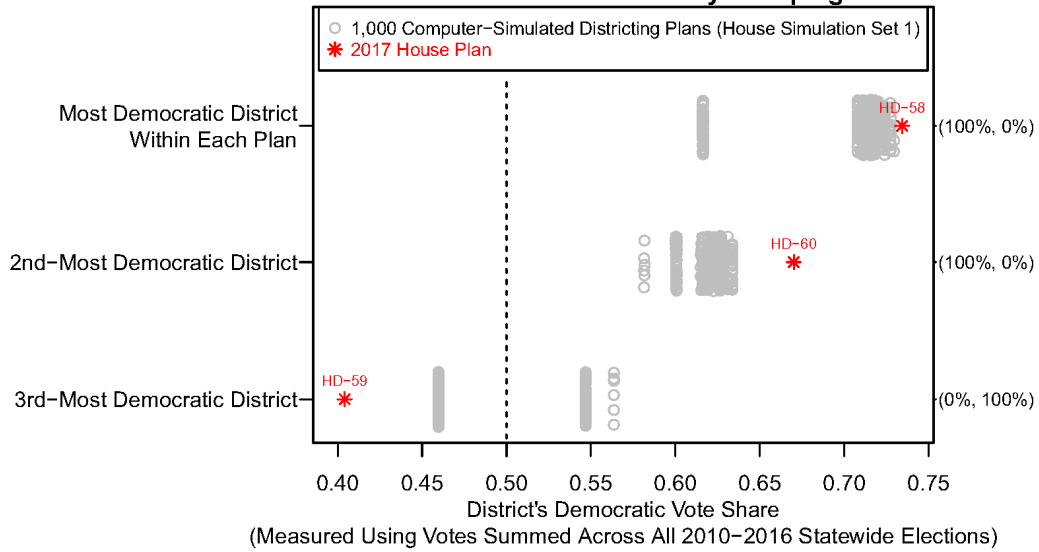 1,000 Computer−Simulated Districting Plans (House Simulation Set 1)
2017 House Plan
Most Democratic District
Within Each Plan
HD−58
(100%, 0%)
2nd−Most Democratic District
HD−60
(100%, 0%)
3rd−Most Democratic District
HD−59
(0%, 100%)
0.40 0.45 0.50 0.55 0.60 0.65 0.70 0.75
District's Democratic Vote Share
(Measured Using Votes Summed Across All 2010−2016 Statewide Elections)